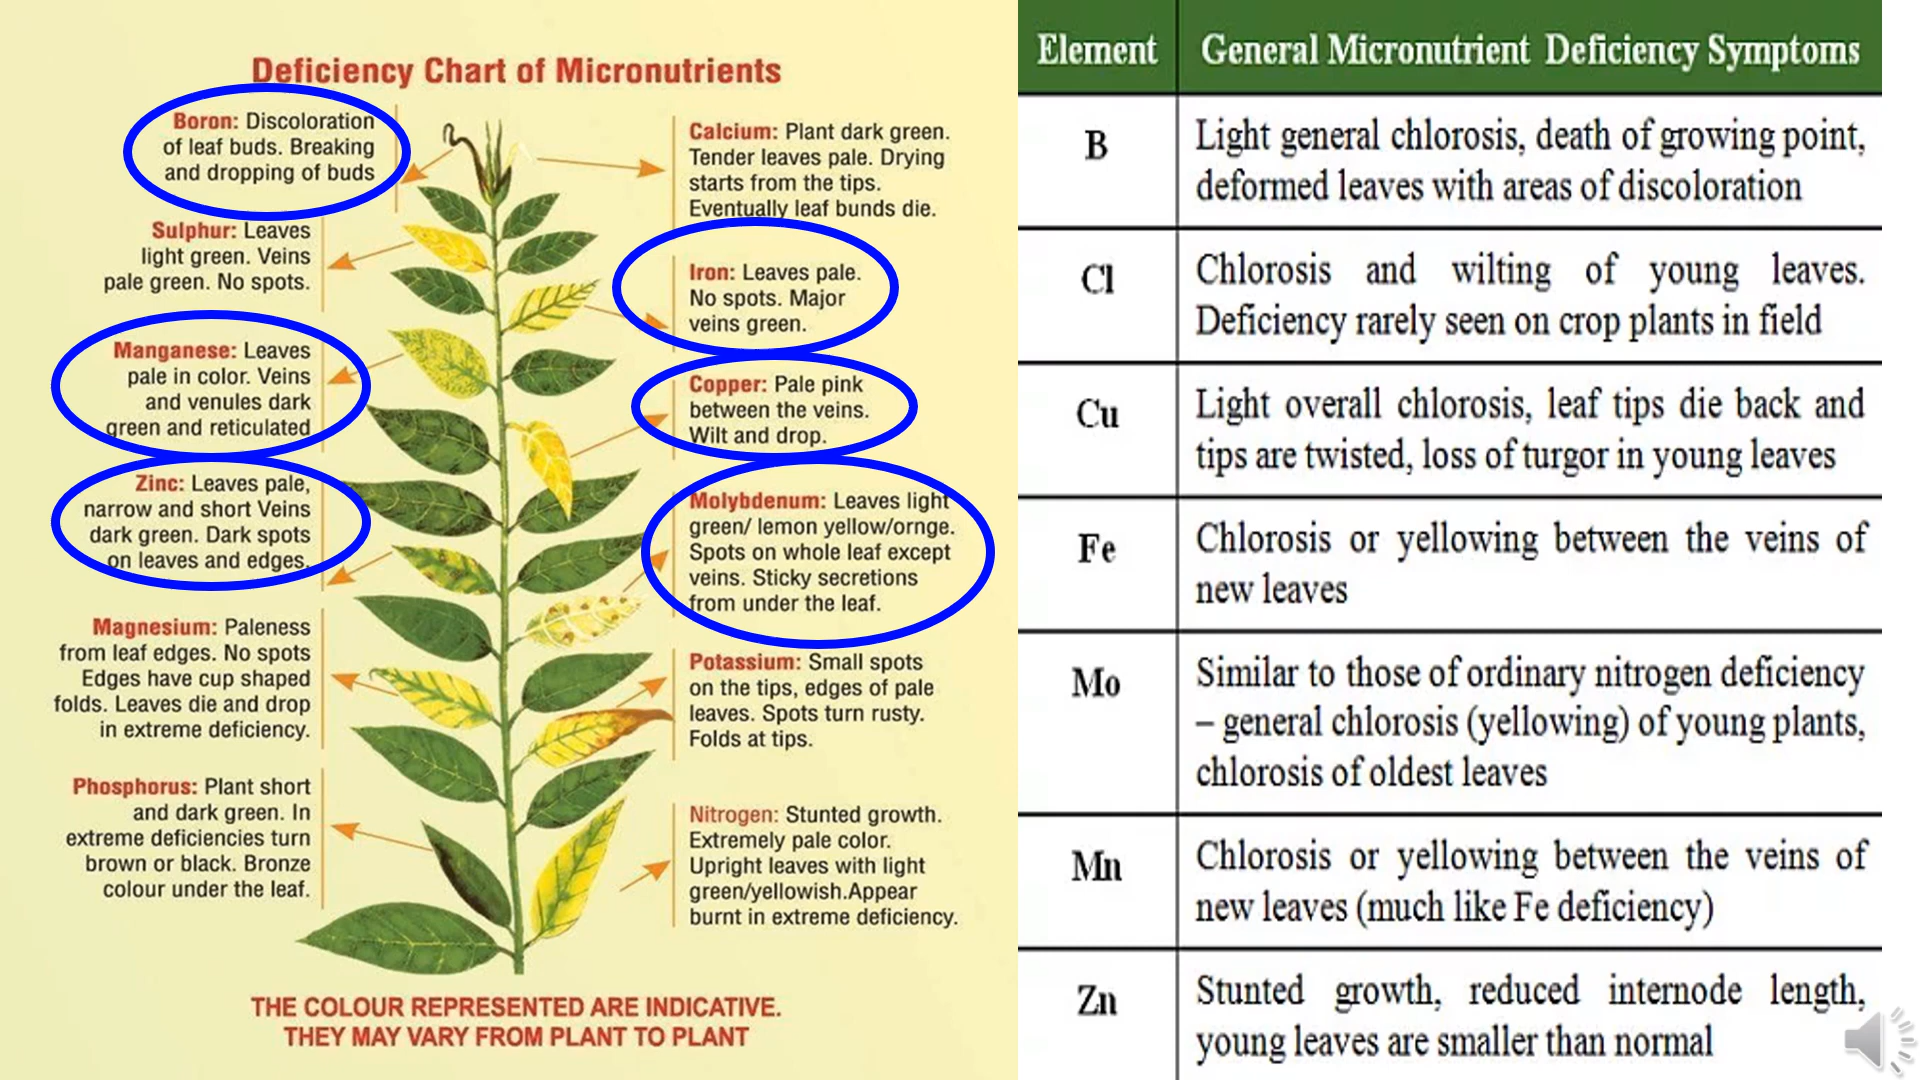 Deficiency Chart of Micronutrients
Boron: Discoloration
of leaf buds. Breaking
and dropping of buds
Sulphur: Leaves
light green. Veins
pale green. No spots.
Manganese: Leaves
pale in color. Veins
and venules dark
green and reticulated
Zinc: Leaves pale,
narrow and short Veins
dark green. Dark spots
on leaves and edges.
Magnesium: Paleness
from leaf edges. No spots
Edges have cup shaped
folds. Leaves die and drop
in extreme deficiency.
Phosphorus: Plant short
and dark green. In
extreme deficiencies turn
brown or black. Bronze
colour under the leaf.
Calcium: Plant dark green.
Tender leaves pale. Drying
starts from the tips.
Eventually leaf bunds die.
Iron: Leaves pale.
No spots. Major
veins green.
Copper: Pale pink
between the veins.
Wilt and drop.
Molybdenum: Leaves light
green/ lemon yellow/ornge.
Spots on whole leaf except
veins. Sticky secretions
from under the leaf.
Potassium: Small spots
on the tips, edges of pale
leaves. Spots turn rusty.
Folds at tips.
Nitrogen: Stunted growth.
Extremely pale color.
Upright leaves with light
green/yellowish.Appear
burnt in extreme deficiency.
THE COLOUR REPRESENTED ARE INDICATIVE.
THEY MAY VARY FROM PLANT TO PLANT
Element General Micronutrient Deficiency Symptoms
B Light general chlorosis, death of growing point,
deformed leaves with areas of discoloration
Cl Chlorosis and wilting of young leaves.
Deficiency rarely seen on crop plants in field
Cu Light overall chlorosis, leaf tips die back and
tips are twisted, loss of turgor in young leaves
Fe Chlorosis or yellowing between the veins of
new leaves
Mo Similar to those of ordinary nitrogen deficiency
– general chlorosis (yellowing) of young plants,
chlorosis of oldest leaves
Mn Chlorosis or yellowing between the veins of
new leaves (much like Fe deficiency)
Zn Stunted growth, reduced internode length,
young leaves are smaller than normal